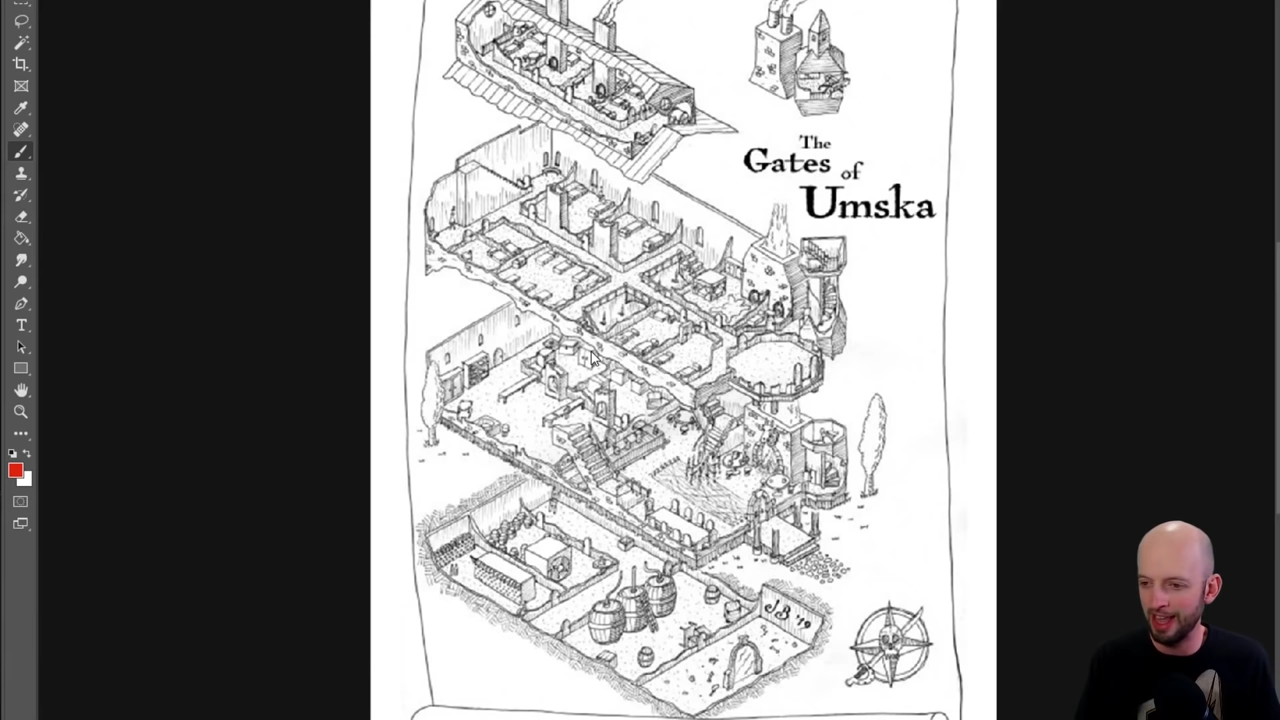 The
Gates of
Umska
JB '19